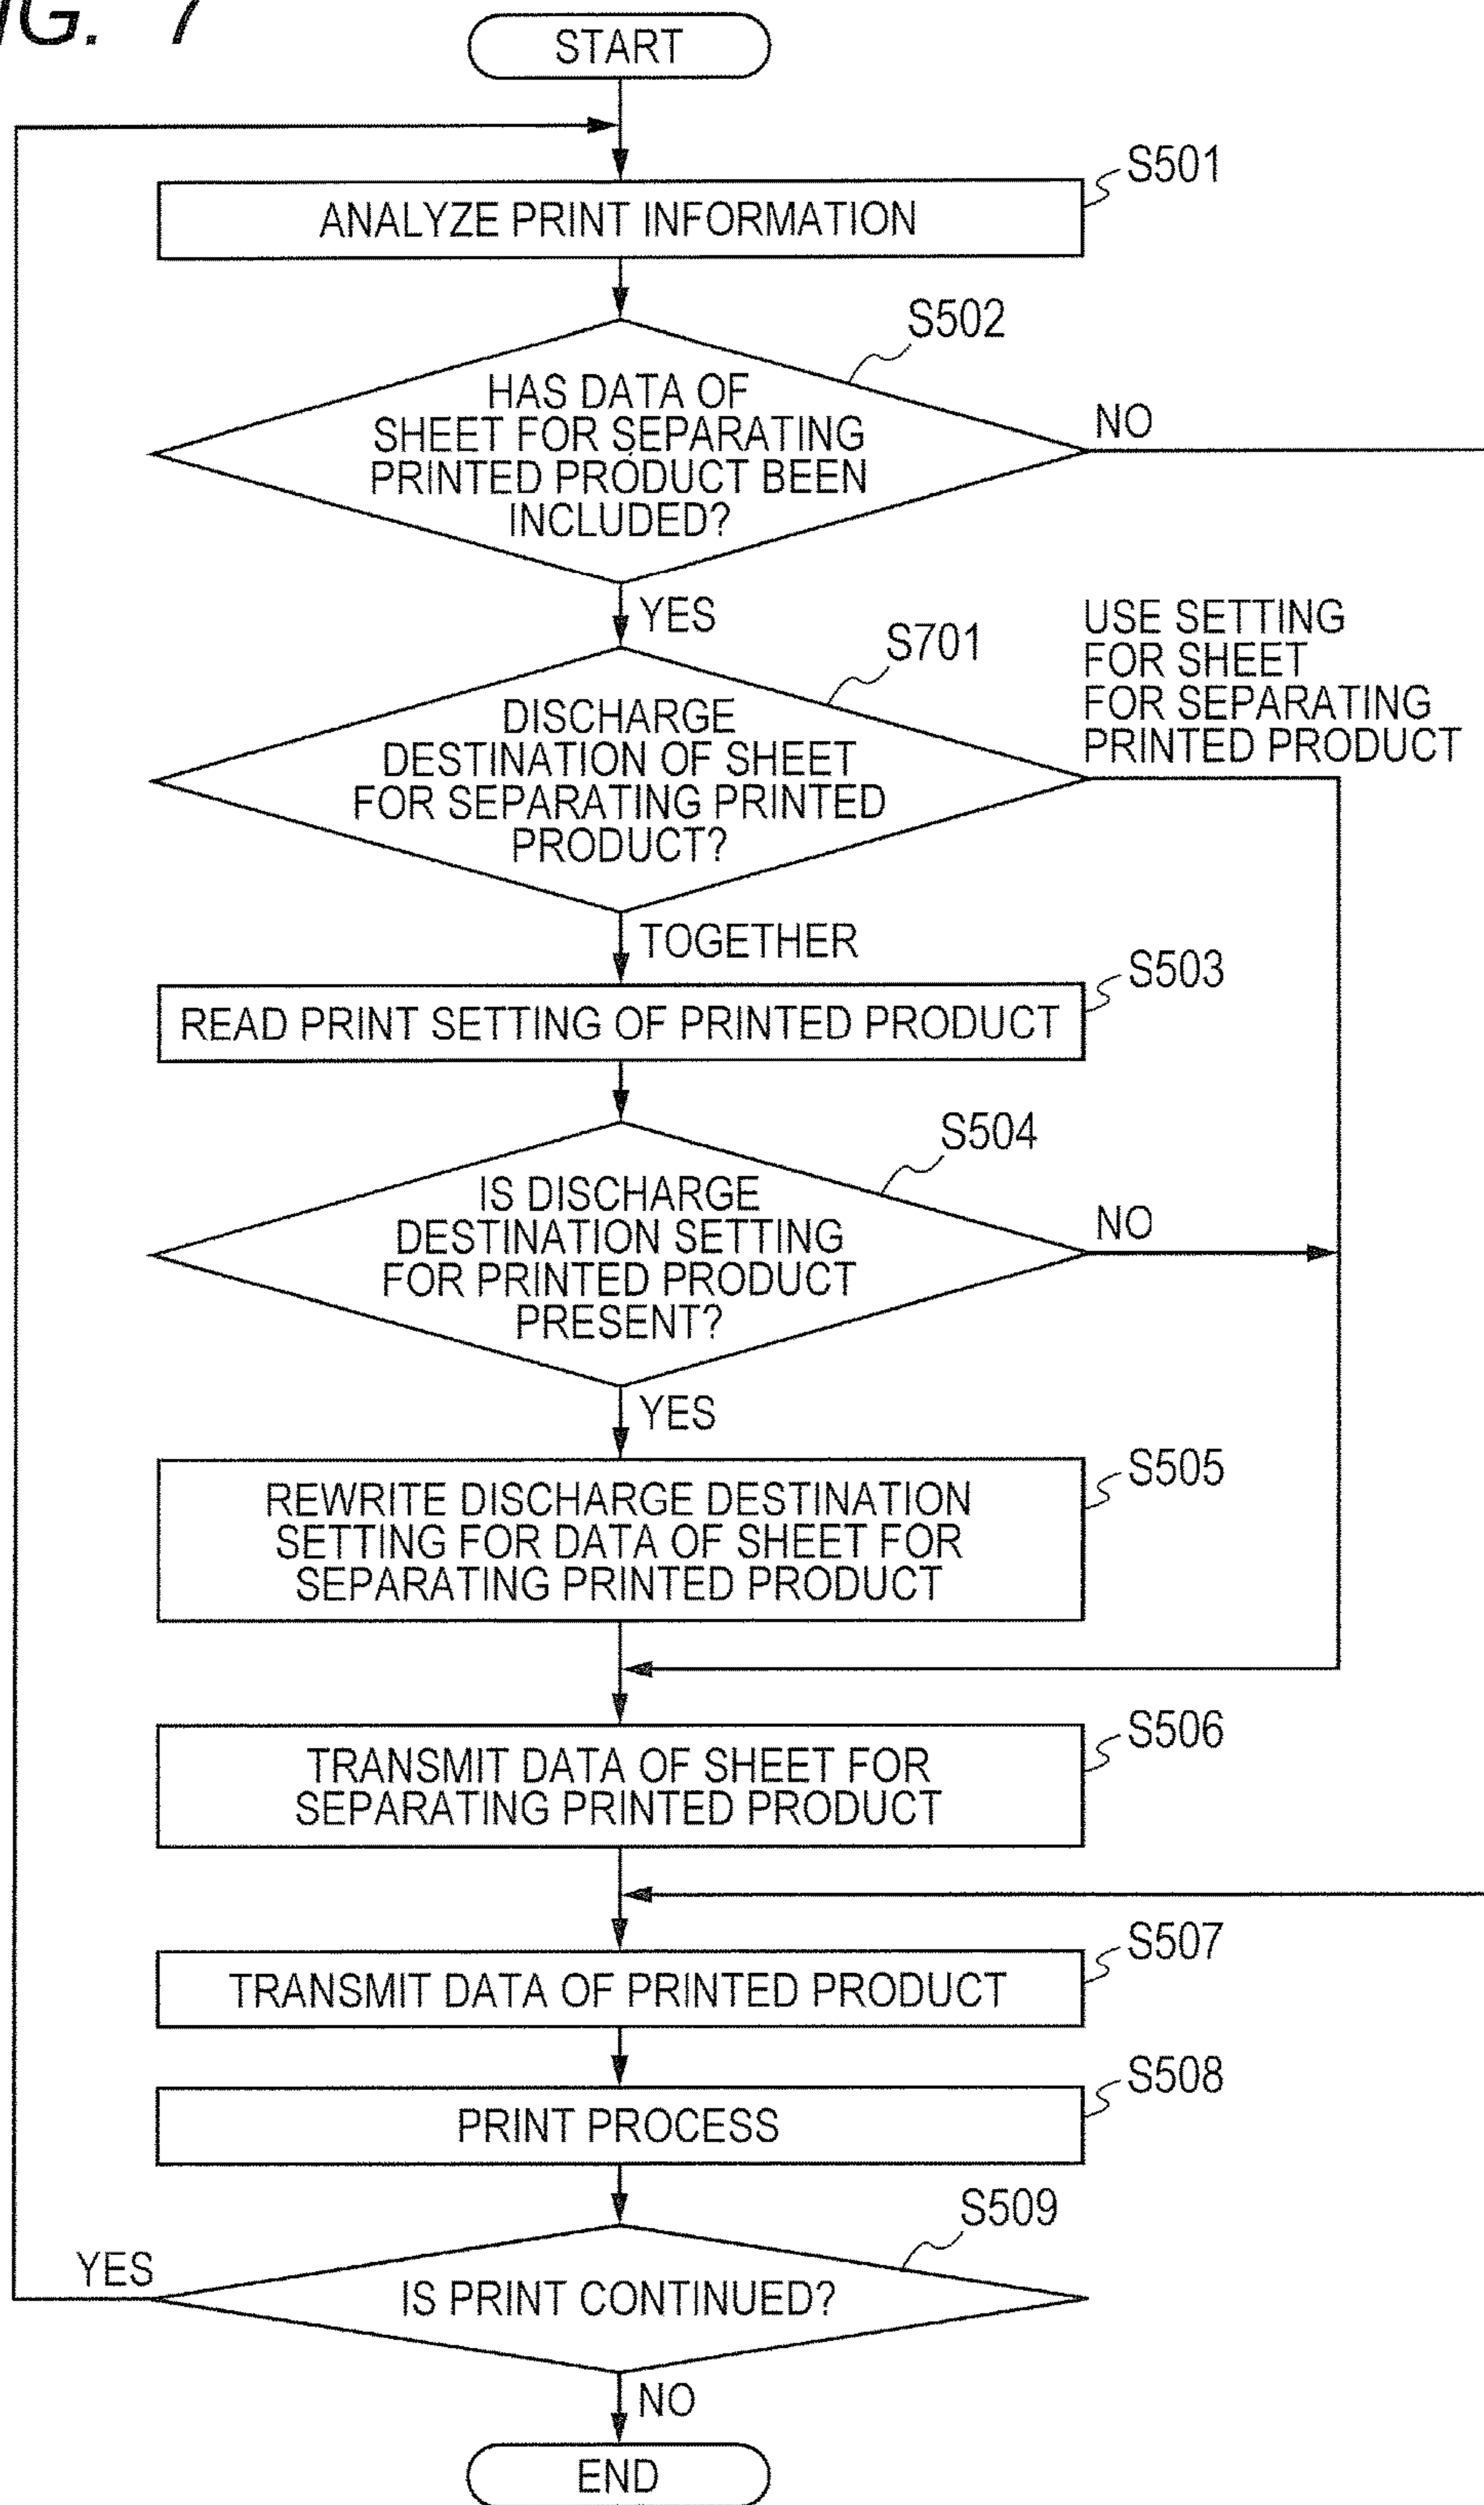 IG. 7
START
S501
ANALYZE PRINT INFORMATION
S502
HAS DATA OF
SHEET FOR SEPARATING
PRINTED PRODUCT BEEN
INCLUDED?
NO
YES
S701
USE SETTING
FOR SHEET
FOR SEPARATING
PRINTED PRODUCT
DISCHARGE
DESTINATION OF SHEET
FOR SEPARATING PRINTED
PRODUCT?
TOGETHER
S503
READ PRINT SETTING OF PRINTED PRODUCT
S504
IS DISCHARGE
DESTINATION SETTING
FOR PRINTED PRODUCT
PRESENT?
NO
YES
S505
REWRITE DISCHARGE DESTINATION
SETTING FOR DATA OF SHEET FOR
SEPARATING PRINTED PRODUCT
S506
TRANSMIT DATA OF SHEET FOR
SEPARATING PRINTED PRODUCT
S507
TRANSMIT DATA OF PRINTED PRODUCT
S508
PRINT PROCESS
S509
YES
IS PRINT CONTINUED?
NO
END